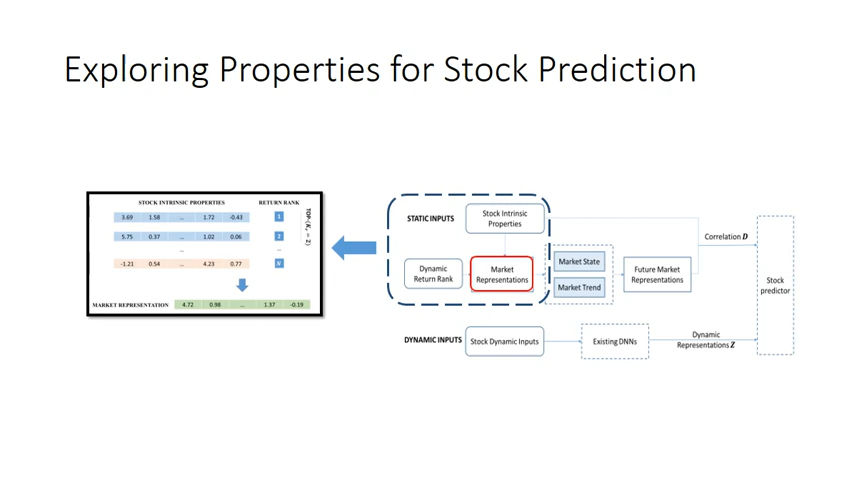 Exploring Properties for Stock Prediction
STOCK INTRINSIC PROPERTIES RETURN RANK
3.69 1.58 ... 1.72 -0.43 1
5.75 0.37 ... 1.02 0.06 2
... ...
-1.21 0.54 ... 4.23 0.77 N
TOP-(K, = 2)
MARKET REPRESENTATION 4.72 0.98 ... 1.37 -0.19
STATIC INPUTS
Stock Intrinsic
Properties
Dynamic
Return Rank
Market
Representations
Market State
Market Trend
Future Market
Representations
Correlation D
Stock
predictor
DYNAMIC INPUTS
Stock Dynamic Inputs
Existing DNNs
Dynamic
Representations Z